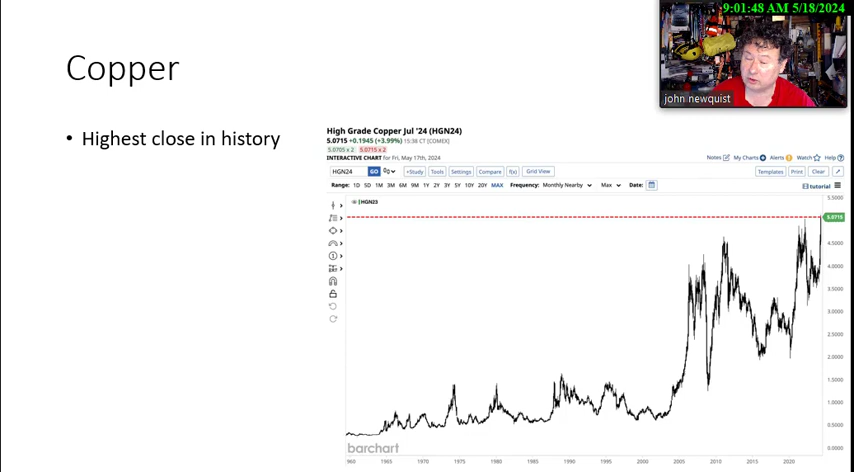 9:01:48 AM 5/18/2024
john newquist
Copper
• Highest close in history
High Grade Copper Jul '24 (HGN24)
5.0715 +0.1945 (+3.99%) 15:38 CT [COMEX]
5.0705 x 2 5.0715 x 2
INTERACTIVE CHART for Fri, May 17th, 2024
Notes My Charts Alerts Watch Help
HGN24 GO +Study Tools Settings Compare f(x) Grid View Templates Print Clear
Range: 1D 5D 1M 3M 6M 9M 1Y 2Y 3Y 5Y 10Y 20Y MAX Frequency: Monthly Nearby Max Date: tutorial
5.5000
5.0715
4.5000
4.0000
3.5000
3.0000
2.5000
2.0000
1.5000
1.0000
0.5000
0.0000
barchart
960 1965 1970 1975 1980 1985 1990 1995 2000 2005 2010 2015 2020